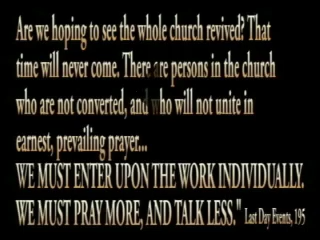 Are we hoping to see the whole church revived? That
time will never come. There are persons in the church
who are not converted, and who will not unite in
earnest, prevailing prayer...
WE MUST ENTER UPON THE WORK INDIVIDUALLY.
WE MUST PRAY MORE, AND TALK LESS." Last Day Events, 195